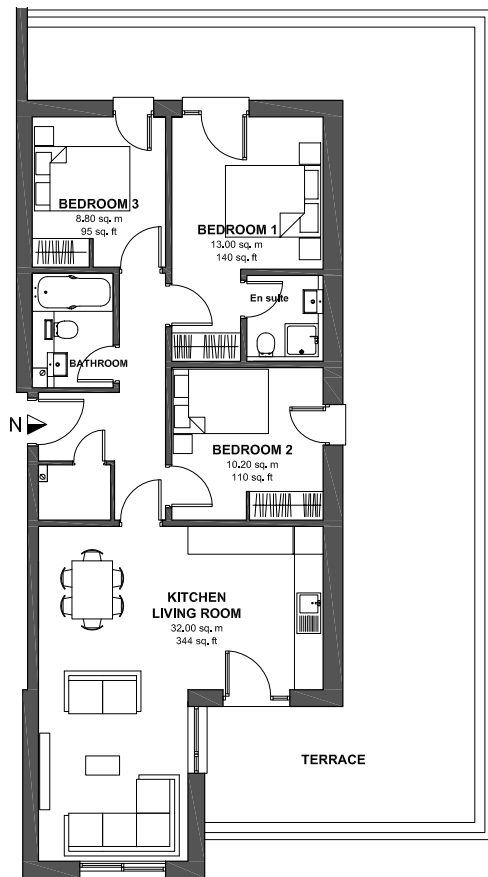 BEDROOM 3
8.80 sq. m
95 sq. ft
BEDROOM 1
13.00 sq. m
140 sq. ft
En suite
BATHROOM
N
BEDROOM 2
10.20 sq. m
110 sq. ft
KITCHEN
LIVING ROOM
32.00 sq. m
344 sq. ft
TERRACE